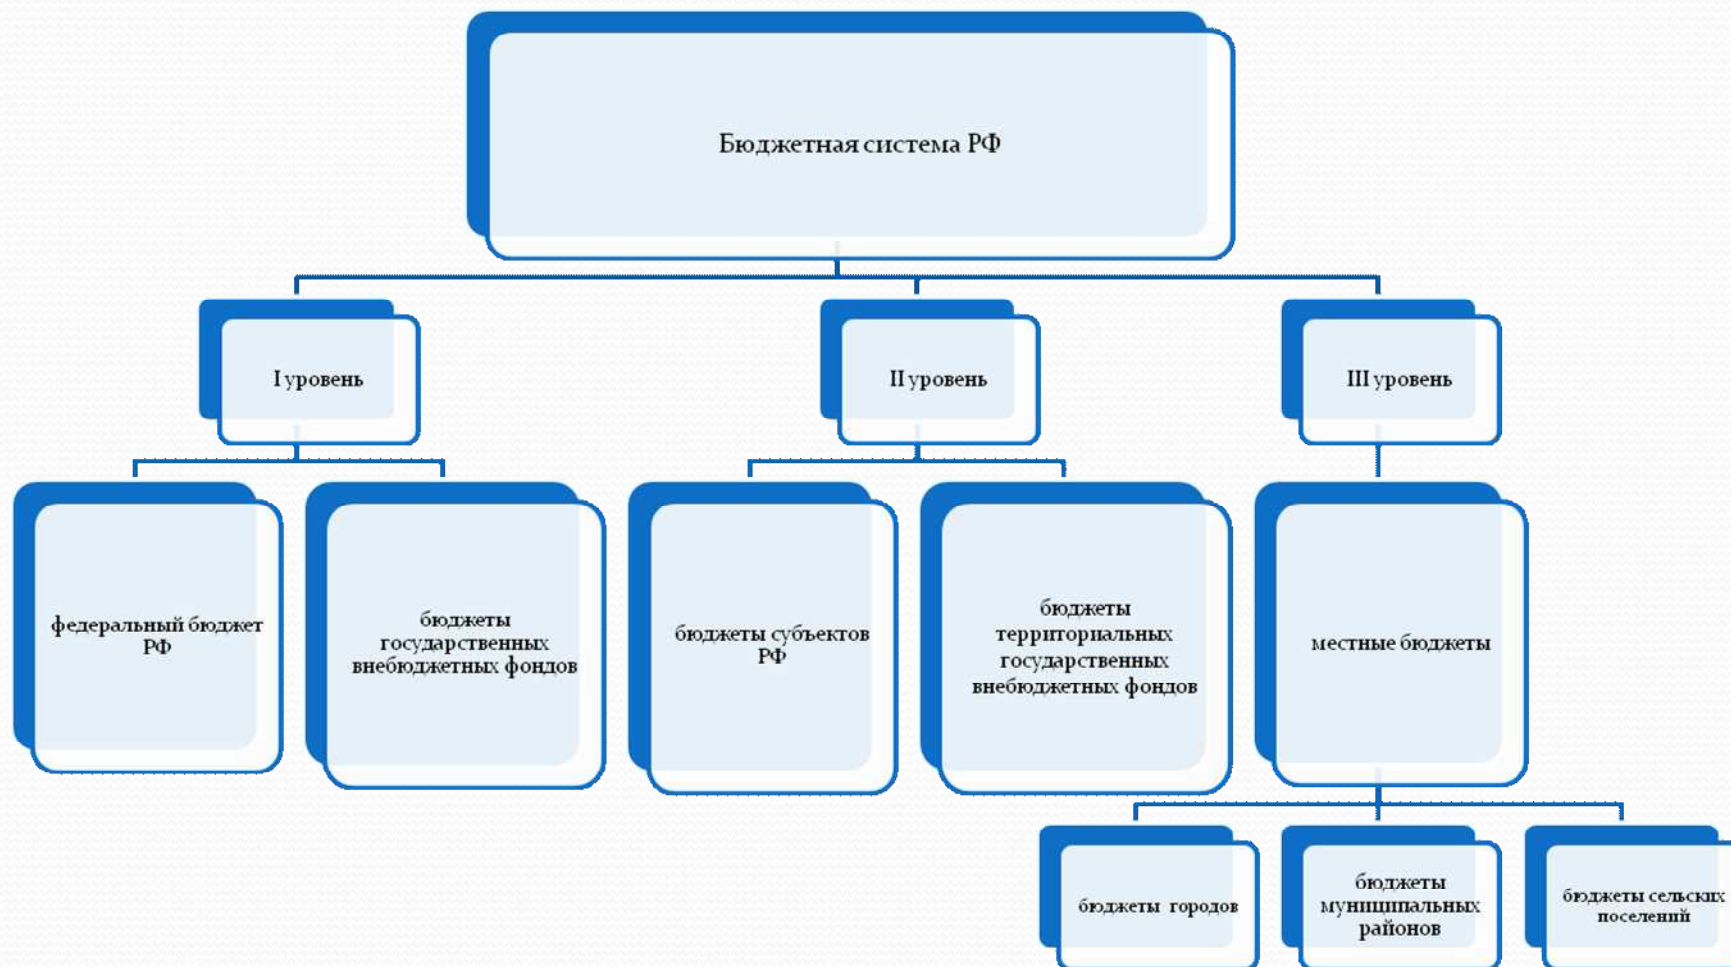 Бюджетная система РФ
I уровень
II уровень
III уровень
федеральный бюджет
РФ
бюджеты
государственных
внебюджетных фондов
бюджеты субъектов
РФ
бюджеты
территориальных
государственных
внебюджетных фондов
местные бюджеты
бюджеты городов
бюджеты
муниципальных
районов
бюджеты сельских
поселений